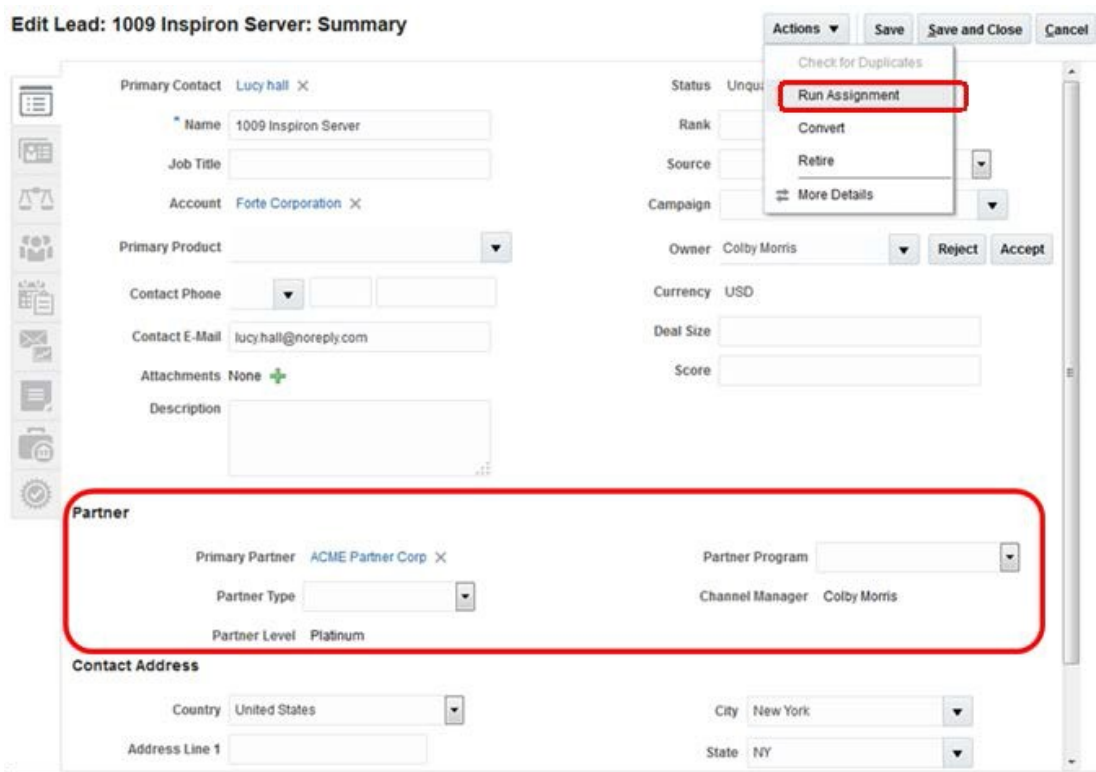 Edit Lead: 1009 Inspiron Server: Summary
Actions Save Save and Close Cancel
Check for Duplicates
Run Assignment
Convert
Retire
More Details
Primary Contact Lucy hall
* Name 1009 Inspiron Server
Job Title
Account Forte Corporation
Primary Product
Contact Phone
Contact E-Mail lucy.hall@noreply.com
Attachments None
Description
Status
Rank
Source
Campaign
Owner Colby Morris Reject Accept
Currency USD
Deal Size
Score
Partner
Primary Partner ACME Partner Corp
Partner Type
Partner Level Platinum
Partner Program
Channel Manager Colby Morris
Contact Address
Country United States
Address Line 1
City New York
State NY